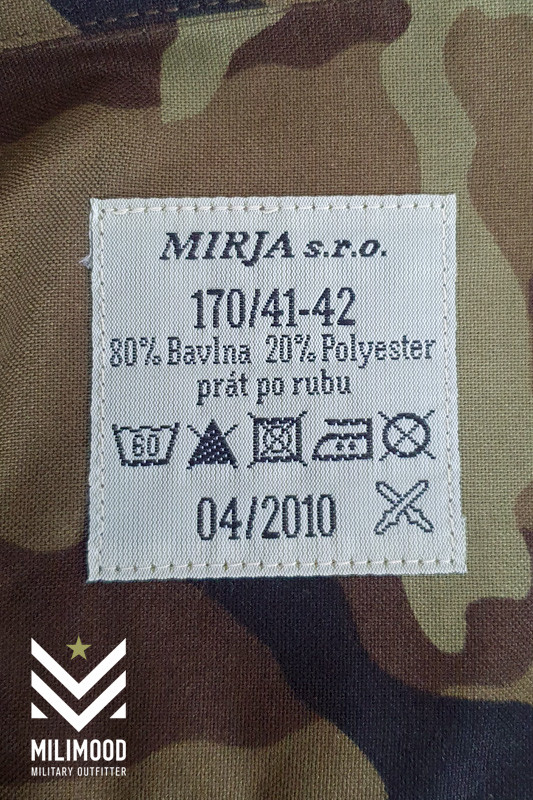 MIRJA s.r.o.
170/41-42
80% Bavlna 20% Polyester
prát po rubu
60
04/2010
MILIMOOD
MILITARY OUTFITTER